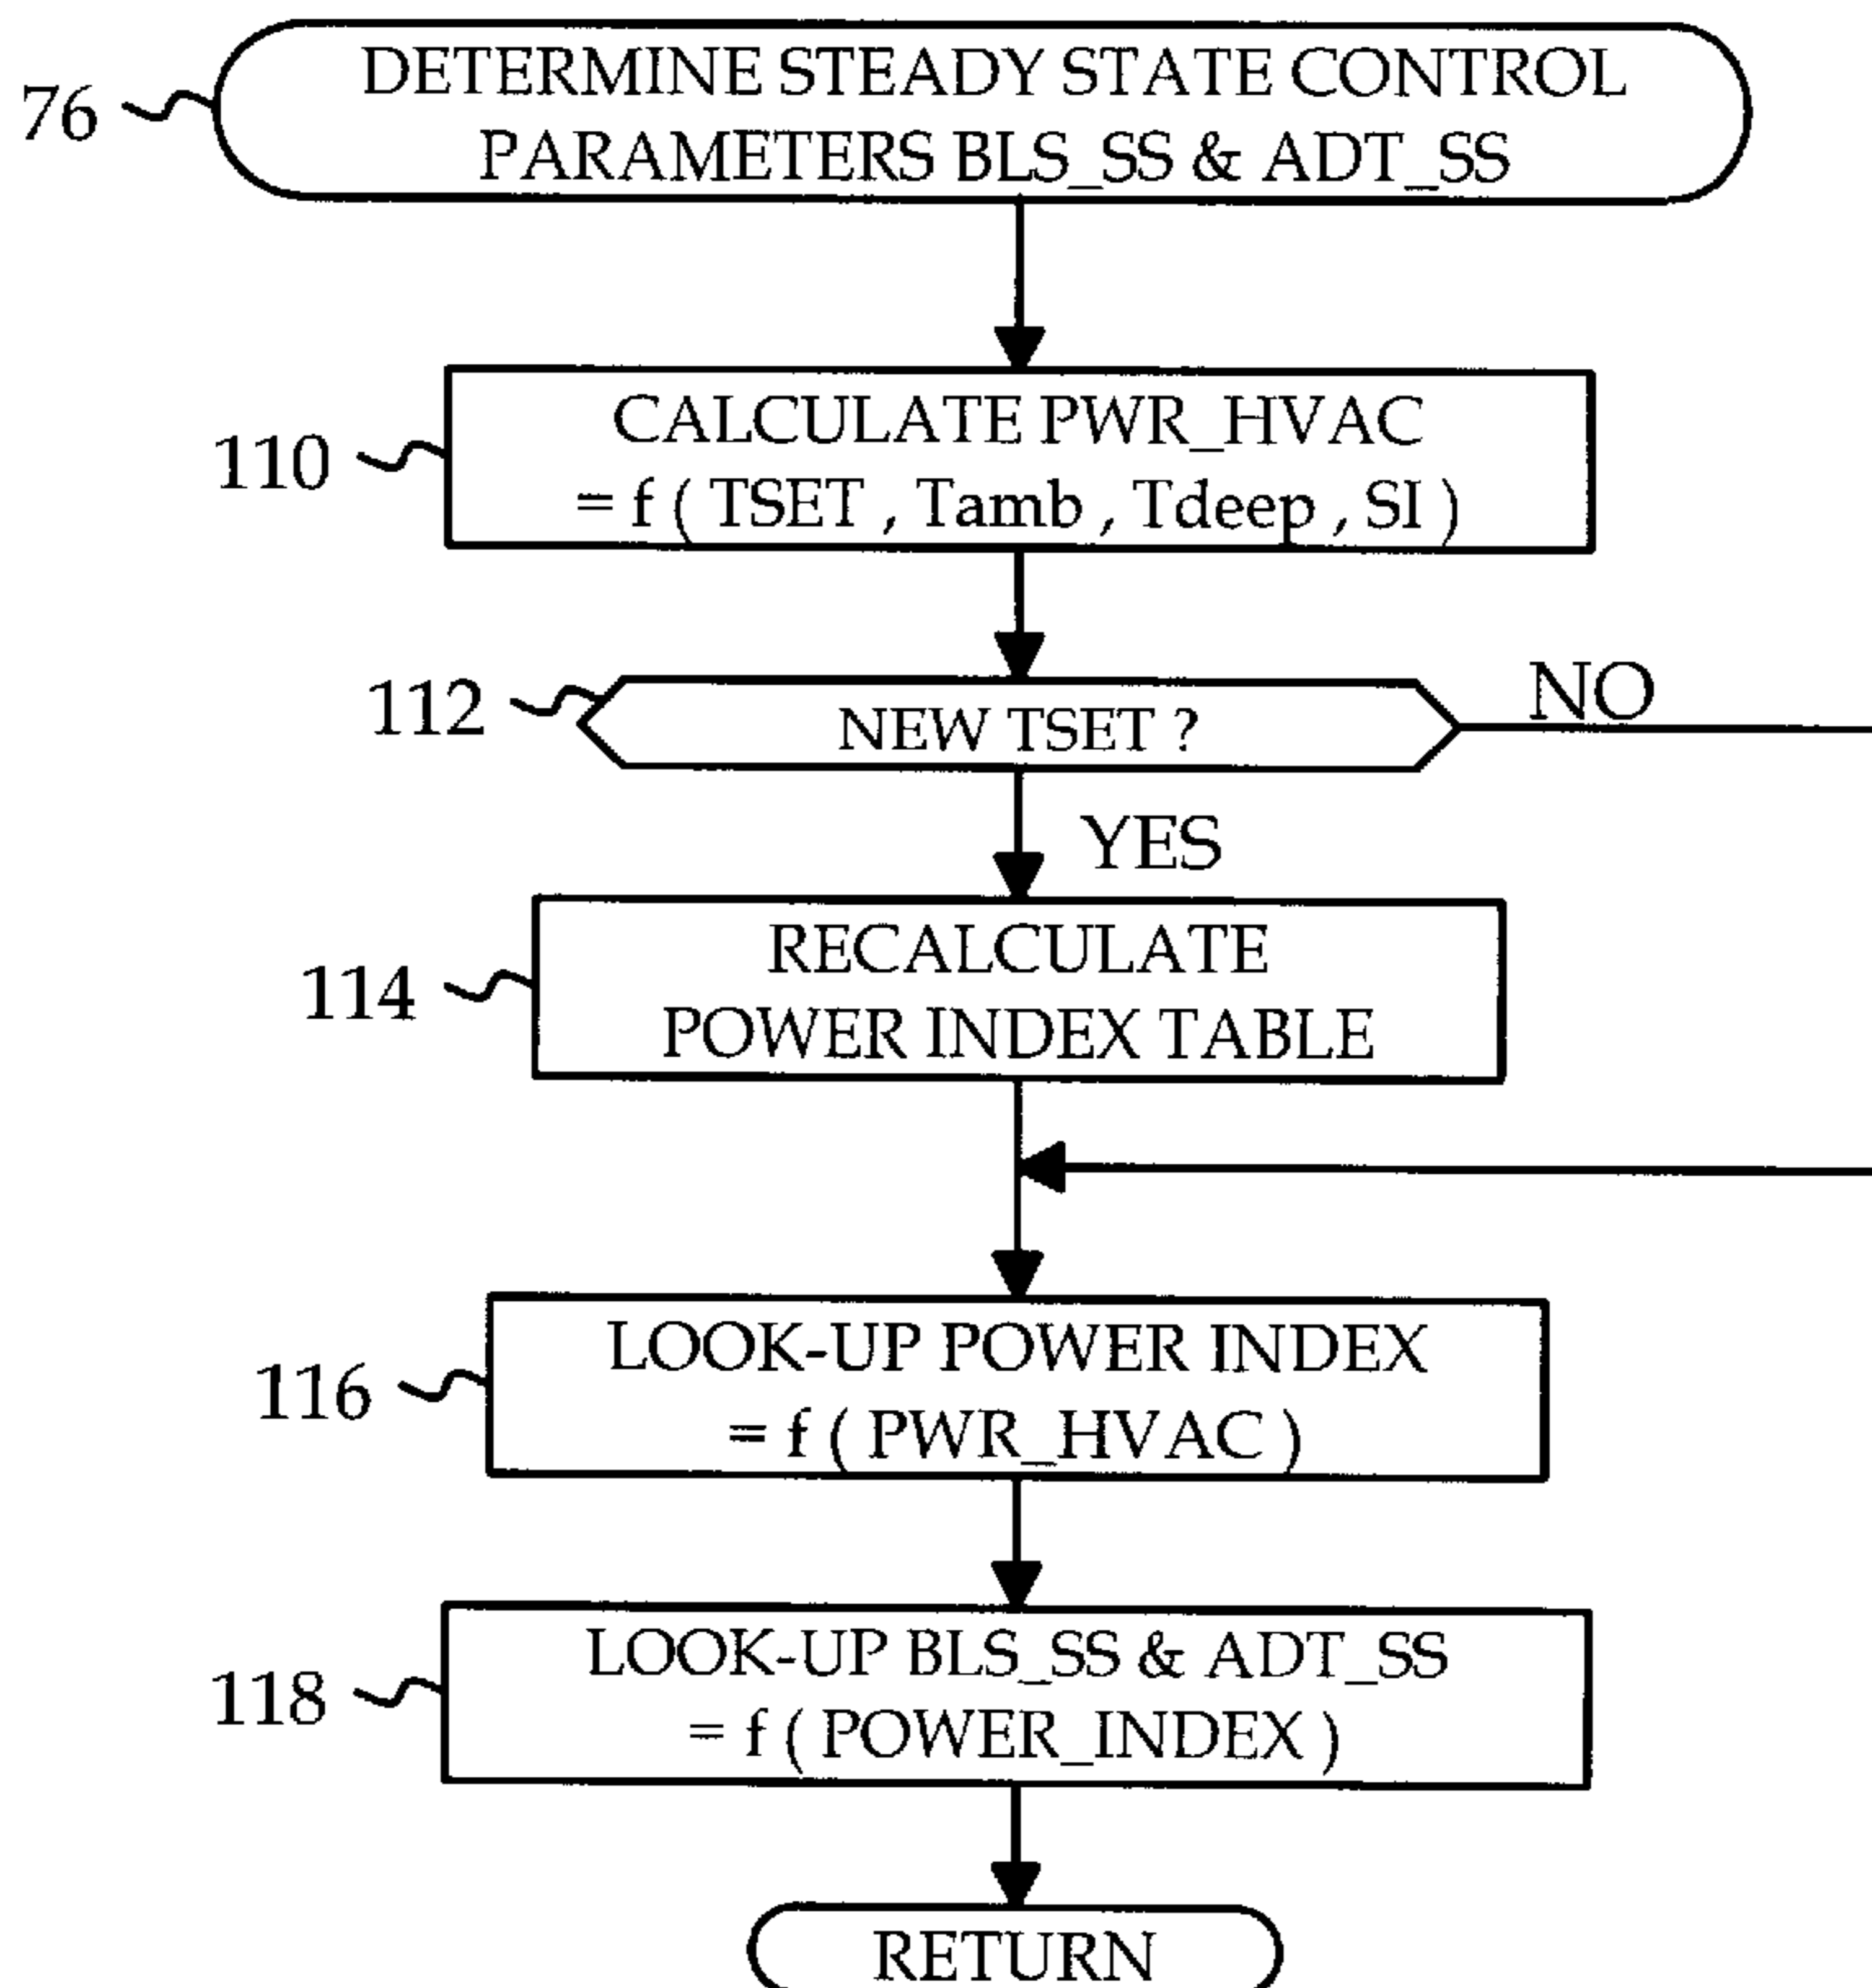 76
DETERMINE STEADY STATE CONTROL
PARAMETERS BLS_SS & ADT_SS
110
CALCULATE PWR_HVAC
= f ( TSET , Tamb , Tdeep , SI )
112
NEW TSET ?
NO
YES
114
RECALCULATE
POWER INDEX TABLE
116
LOOK-UP POWER INDEX
= f ( PWR_HVAC )
118
LOOK-UP BLS_SS & ADT_SS
= f ( POWER_INDEX )
RETURN